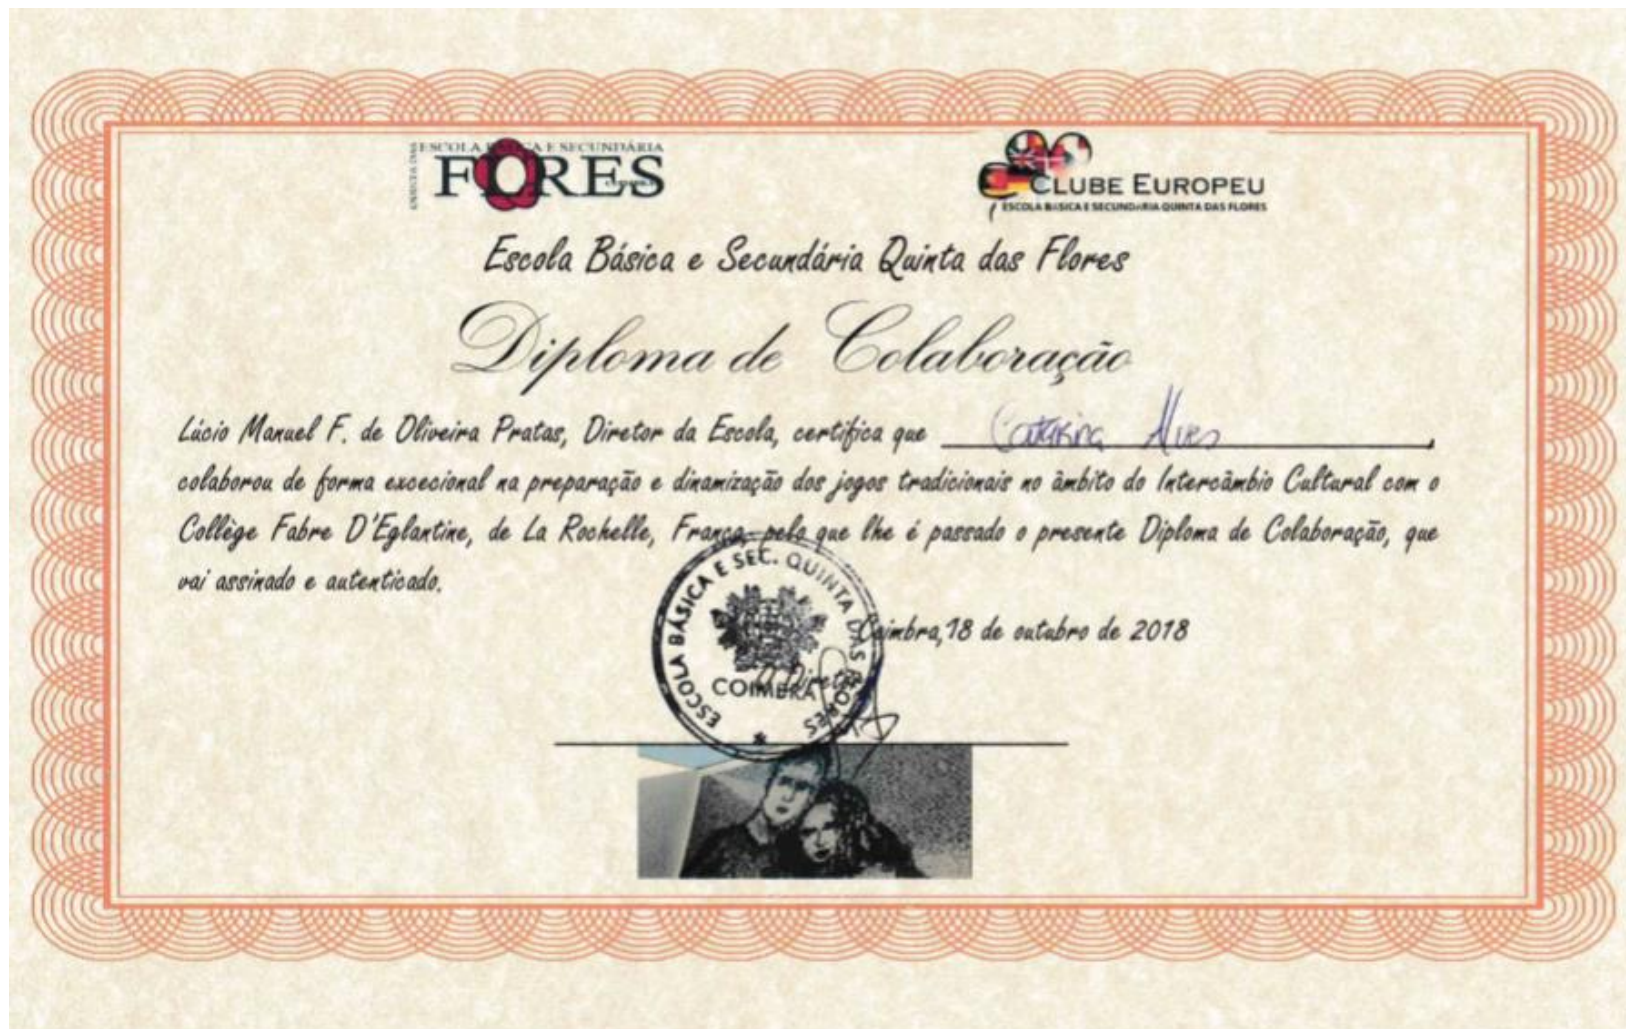 ESCOLA BÁSICA E SECUNDÁRIA
QUINTA DAS
FLORES
CLUBE EUROPEU
ESCOLA BÁSICA E SECUNDÁRIA QUINTA DAS FLORES
Escola Básica e Secundária Quinta das Flores
Diploma de Colaboração
Lúcio Manuel F. de Oliveira Pratas, Diretor da Escola, certifica que Catarina Alves,
colaborou de forma excecional na preparação e dinamização dos jogos tradicionais no âmbito do Intercâmbio Cultural com o
Collège Fabre D'Eglantine, de La Rochelle, França, pelo que lhe é passado o presente Diploma de Colaboração, que
vai assinado e autenticado.
ESCOLA BÁSICA E SEC. QUINTA DAS FLORES
COIMBRA
Coimbra,18 de outubro de 2018
O Diretor